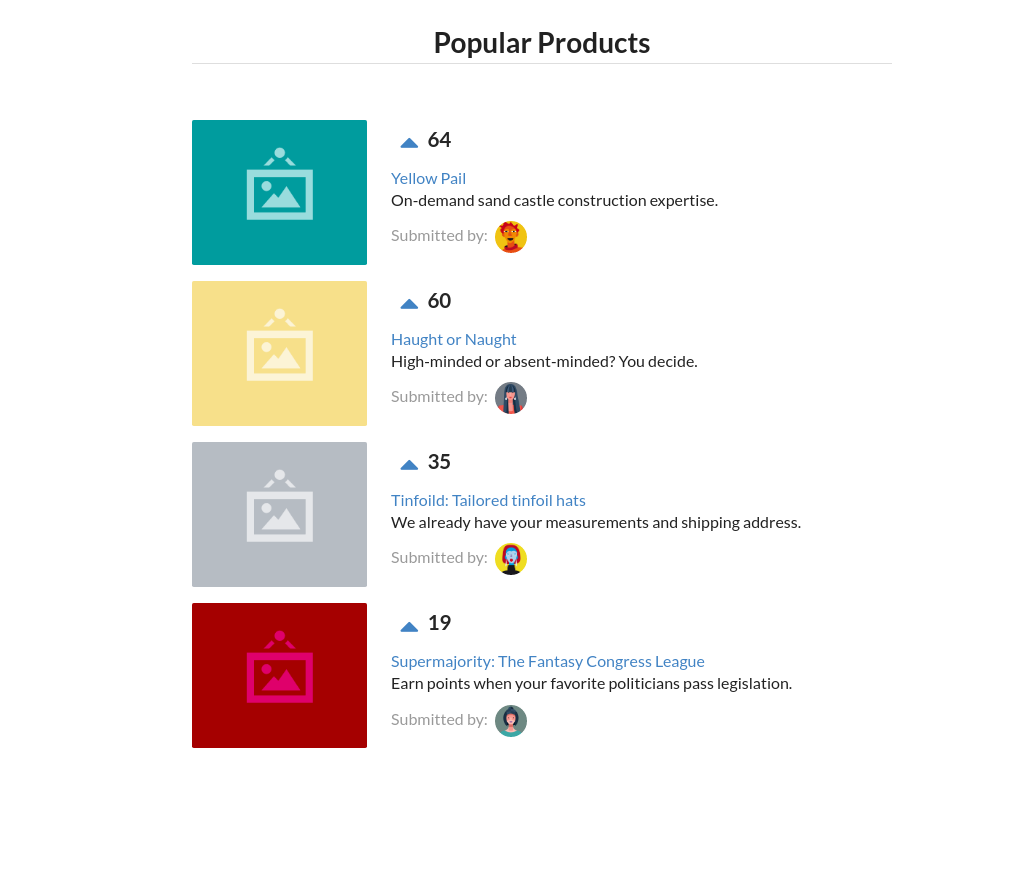 Popular Products
64
Yellow Pail
On-demand sand castle construction expertise.
Submitted by:
60
Haught or Naught
High-minded or absent-minded? You decide.
Submitted by:
35
Tinfoild: Tailored tinfoil hats
We already have your measurements and shipping address.
Submitted by:
19
Supermajority: The Fantasy Congress League
Earn points when your favorite politicians pass legislation.
Submitted by: